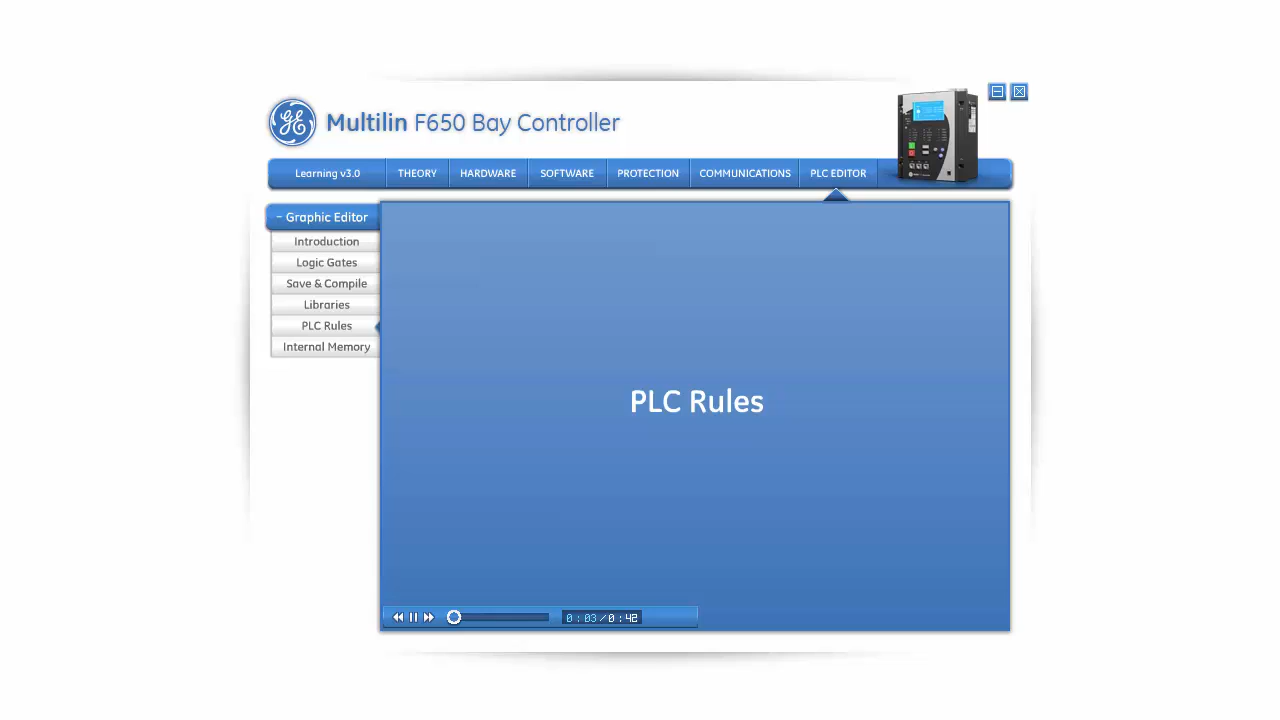 Multilin F650 Bay Controller
Learning v3.0 THEORY HARDWARE SOFTWARE PROTECTION COMMUNICATIONS PLC EDITOR
– Graphic Editor
Introduction
Logic Gates
Save & Compile
Libraries
PLC Rules
Internal Memory
PLC Rules
0:03/0:42